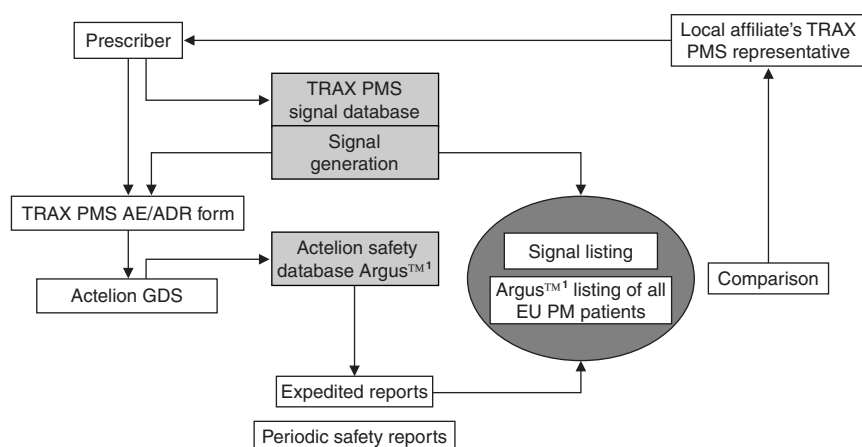 Prescriber
Local affiliate's TRAX
PMS representative
TRAX PMS
signal database
Signal
generation
TRAX PMS AE/ADR form
Actelion GDS
Actelion safety
database Argus™¹
Signal listing
Argus™¹ listing of all
EU PM patients
Comparison
Expedited reports
Periodic safety reports